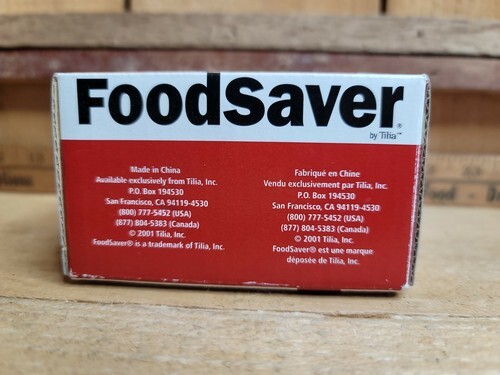 FoodSaver®
by Tilia™
Made in China
Available exclusively from Tilia, Inc.
P.O. Box 194530
San Francisco, CA 94119-4530
(800) 777-5452 (USA)
(877) 804-5383 (Canada)
© 2001 Tilia, Inc.
FoodSaver® is a trademark of Tilia, Inc.
Fabriqué en Chine
Vendu exclusivement par Tilia, Inc.
P.O. Box 194530
San Francisco, CA 94119-4530
(800) 777-5452 (USA)
(877) 804-5383 (Canada)
© 2001 Tilia, Inc.
FoodSaver® est une marque
déposée de Tilia, Inc.